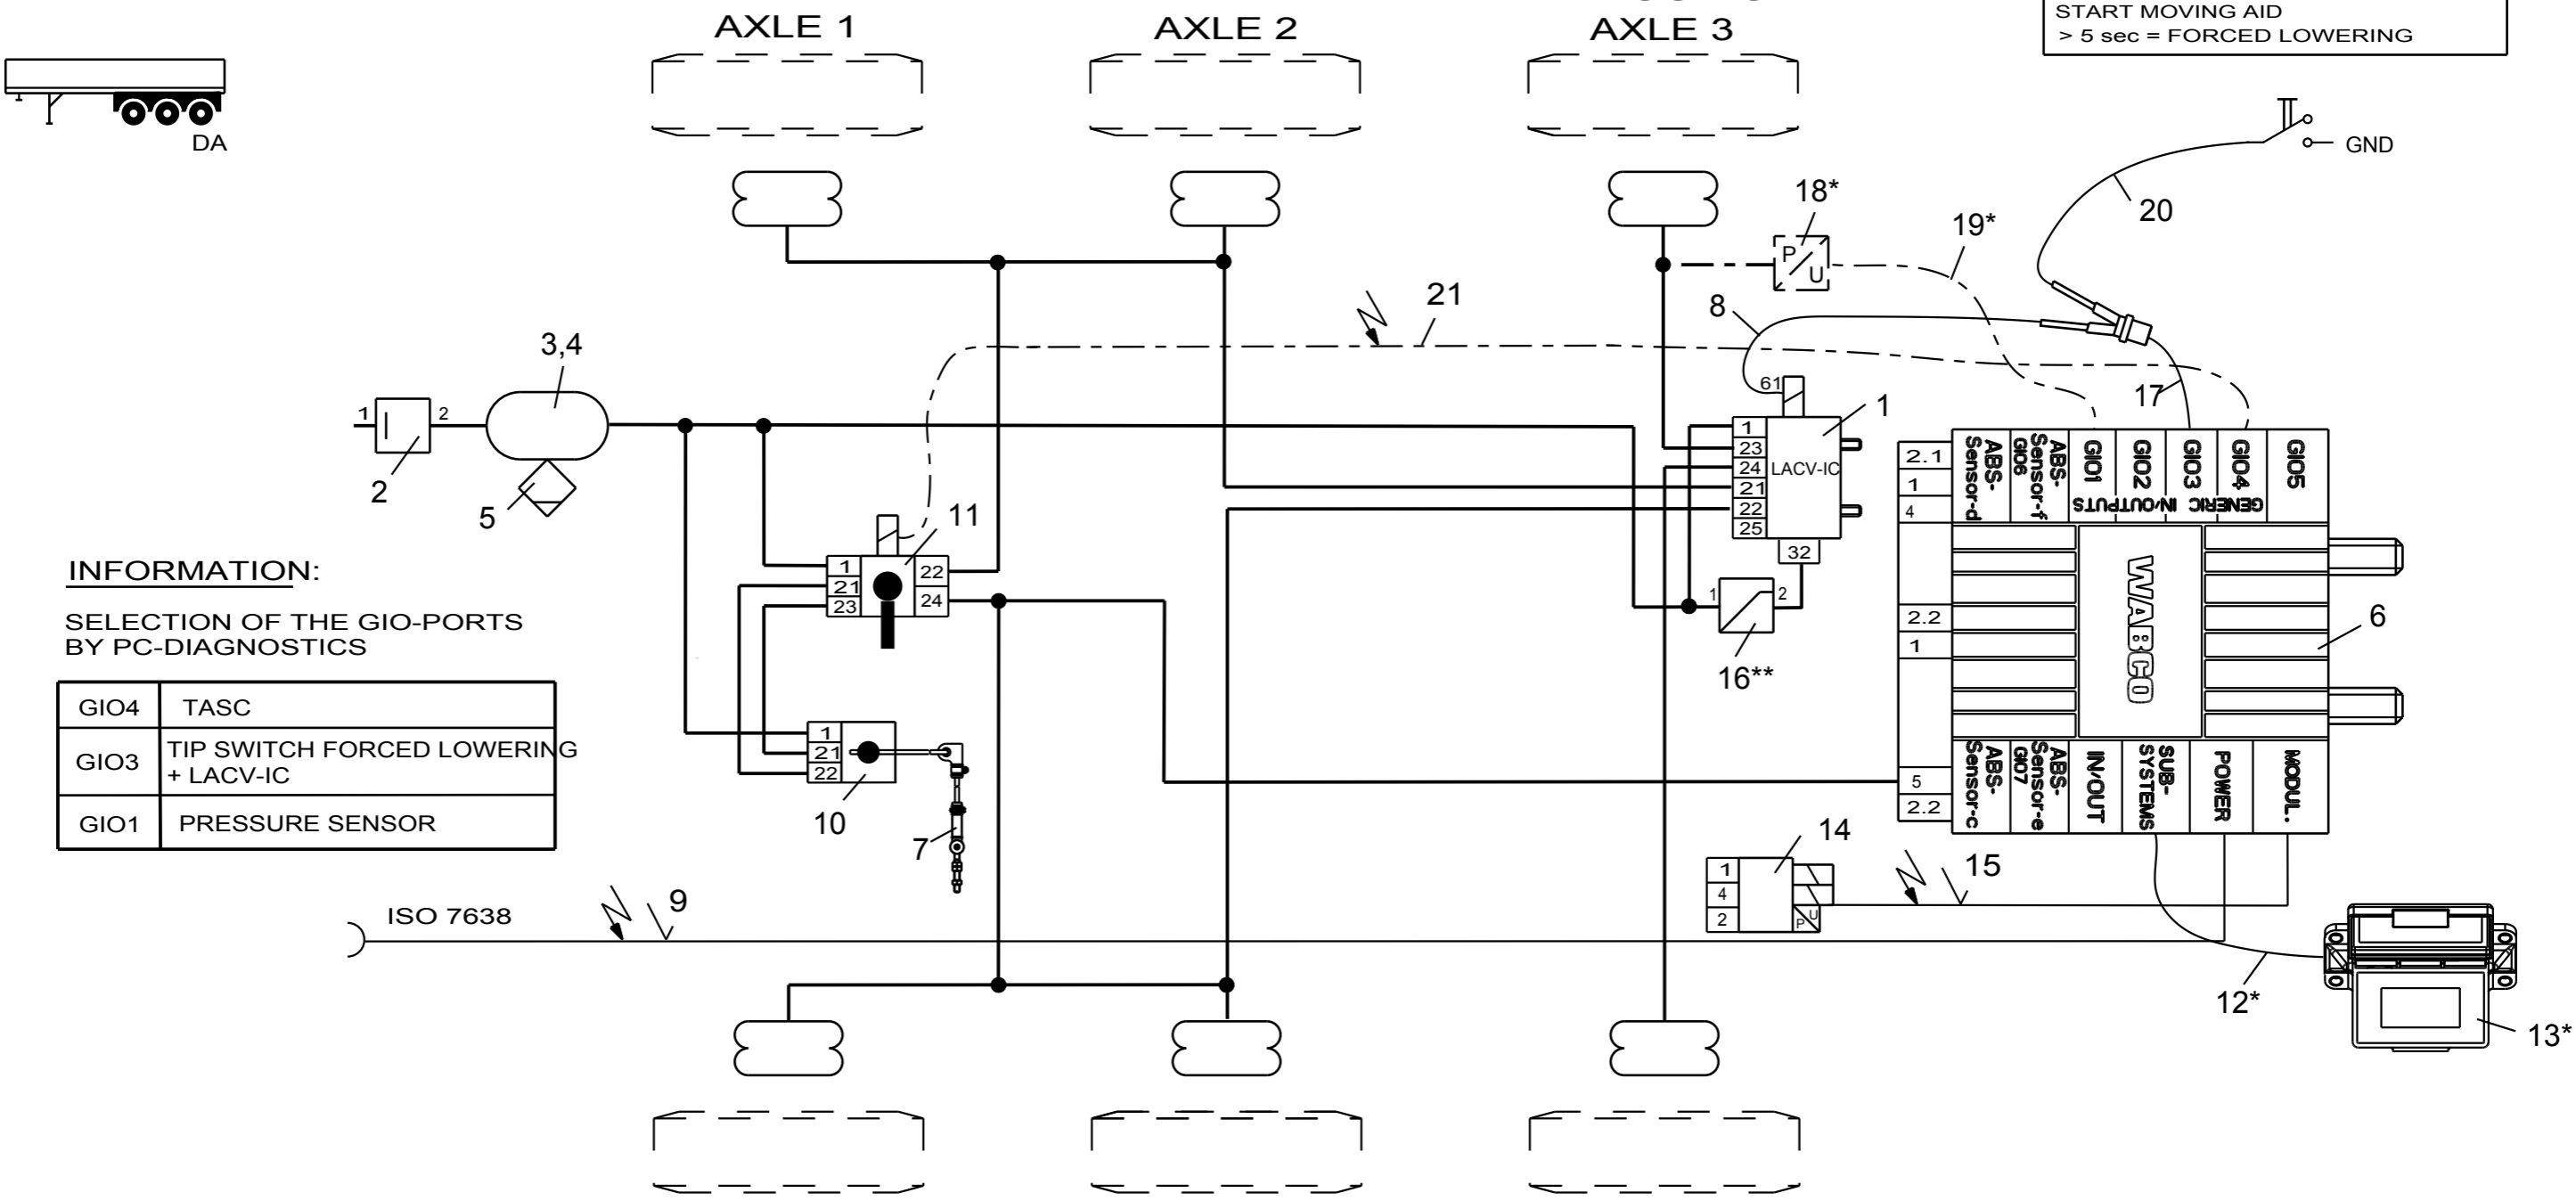 START MOVING AID
> 5 sec = FORCED LOWERING
AXLE 1
AXLE 2
AXLE 3
DA
GND
20
18*
19*
P
U
21
8
3,4
61
17
1
1
2
2
5
11
1
23
24
21
22
25
LACV-IC
32
1
2
16**
1
21
23
22
24
1
21
22
10
7
2.1
1
4
2.2
1
5
2.2
ABS-
Sensor-d
ABS-
Sensor-f
GIO6
GIO1
GIO2
GIO3
GIO4
GIO5
GENERIC IN/OUTPUTS
WABCO
6
ABS-
Sensor-c
ABS-
Sensor-e
GIO7
IN/OUT
SUB-
SYSTEMS
POWER
MODUL.
INFORMATION:
SELECTION OF THE GIO-PORTS
BY PC-DIAGNOSTICS
GIO4 TASC
GIO3 TIP SWITCH FORCED LOWERING
+ LACV-IC
GIO1 PRESSURE SENSOR
14
1
4
2
P
U
15
ISO 7638
9
12*
13*